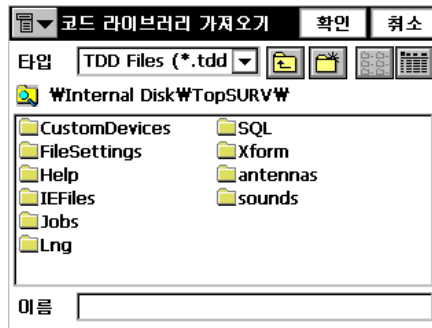 코드 라이브러리 가져오기 확인 취소
타입 TDD Files (*.tdd
₩Internal Disk₩TopSURV₩
CustomDevices SQL
FileSettings Xform
Help antennas
IEFiles sounds
Jobs
Lng
이름